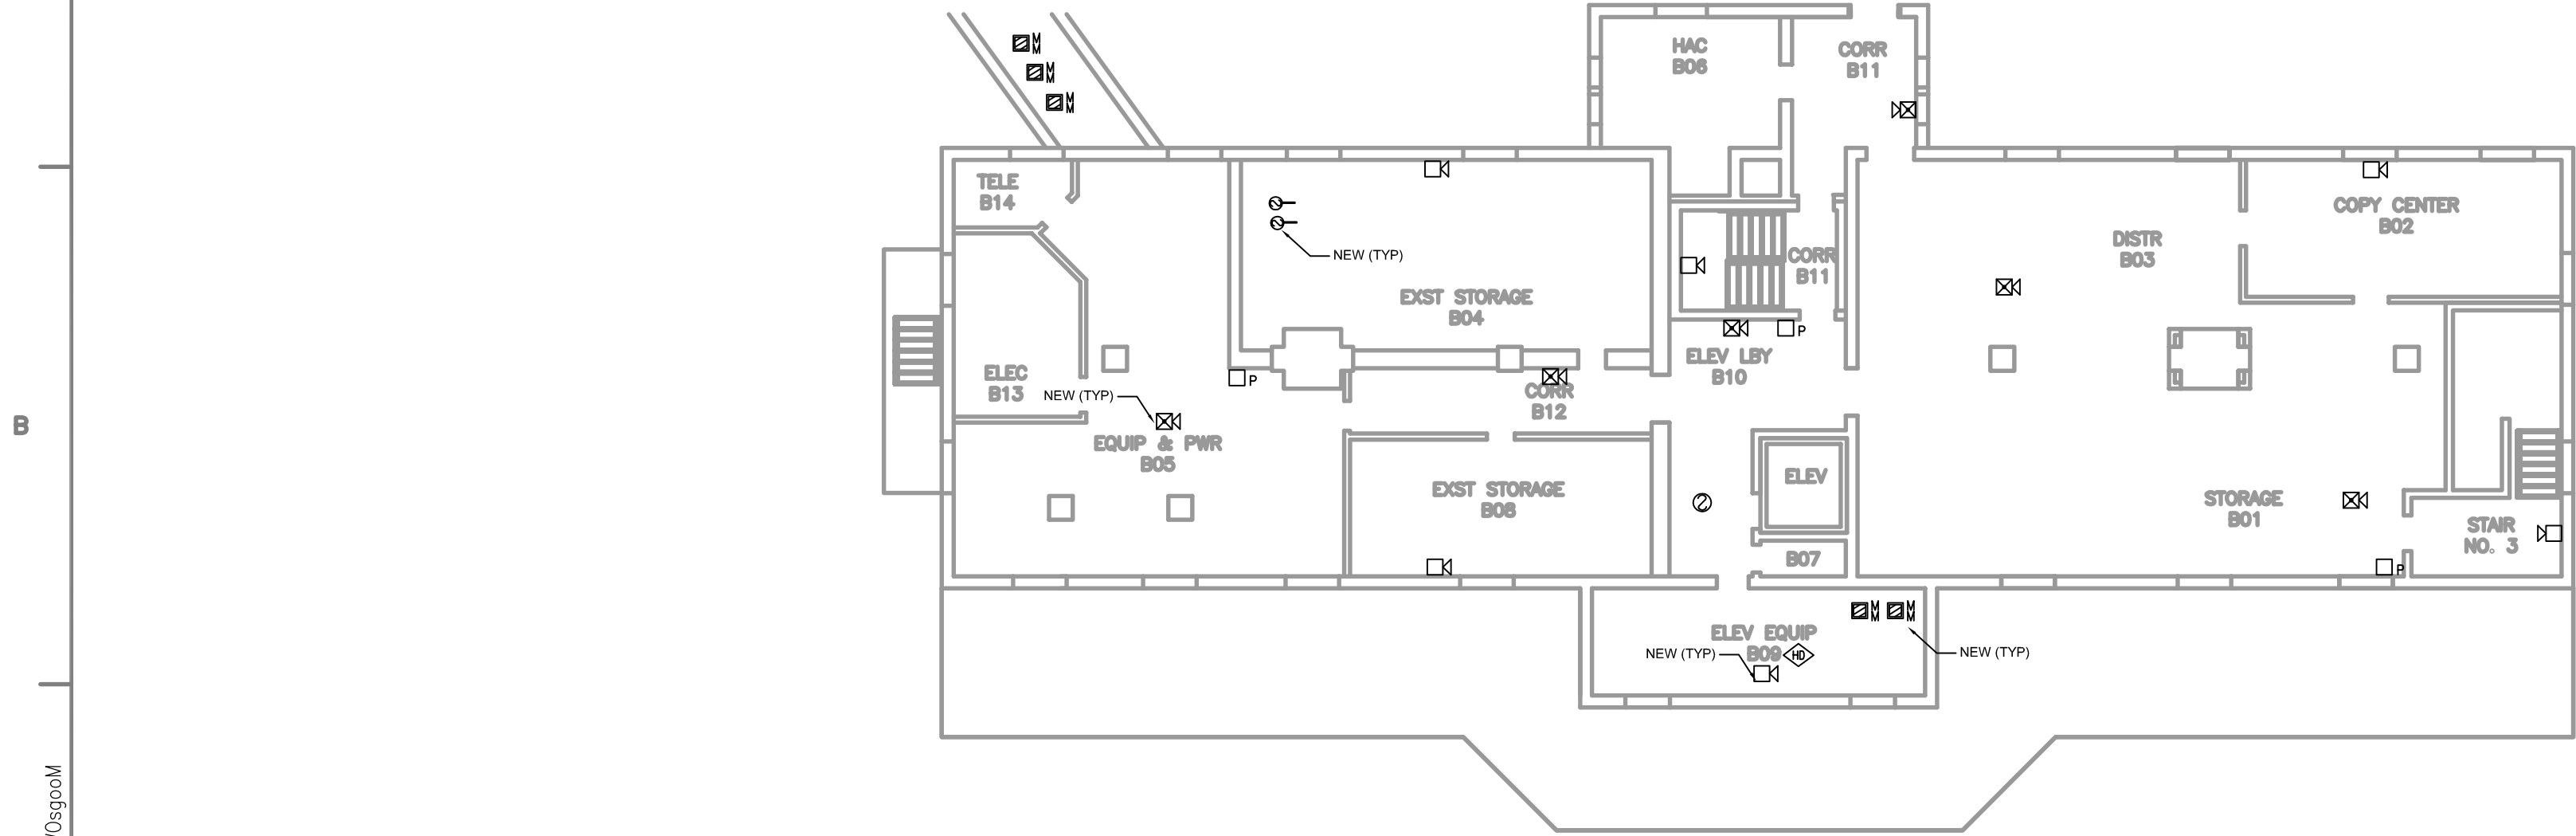 M
M
M
M
M
M
HAC
B06
CORR
B11
TELE
B14
COPY CENTER
B02
DISTR
B03
NEW (TYP)
CORR
B11
EXST STORAGE
B04
P
ELEV LBY
B10
ELEC
B13
P
CORR
B12
NEW (TYP)
B
EQUIP & PWR
B05
ELEV
EXST STORAGE
B08
STORAGE
B01
STAIR
NO. 3
B07
P
M
M
M
M
ELEV EQUIP
B09
HD
NEW (TYP)
NEW (TYP)
/OsgooM